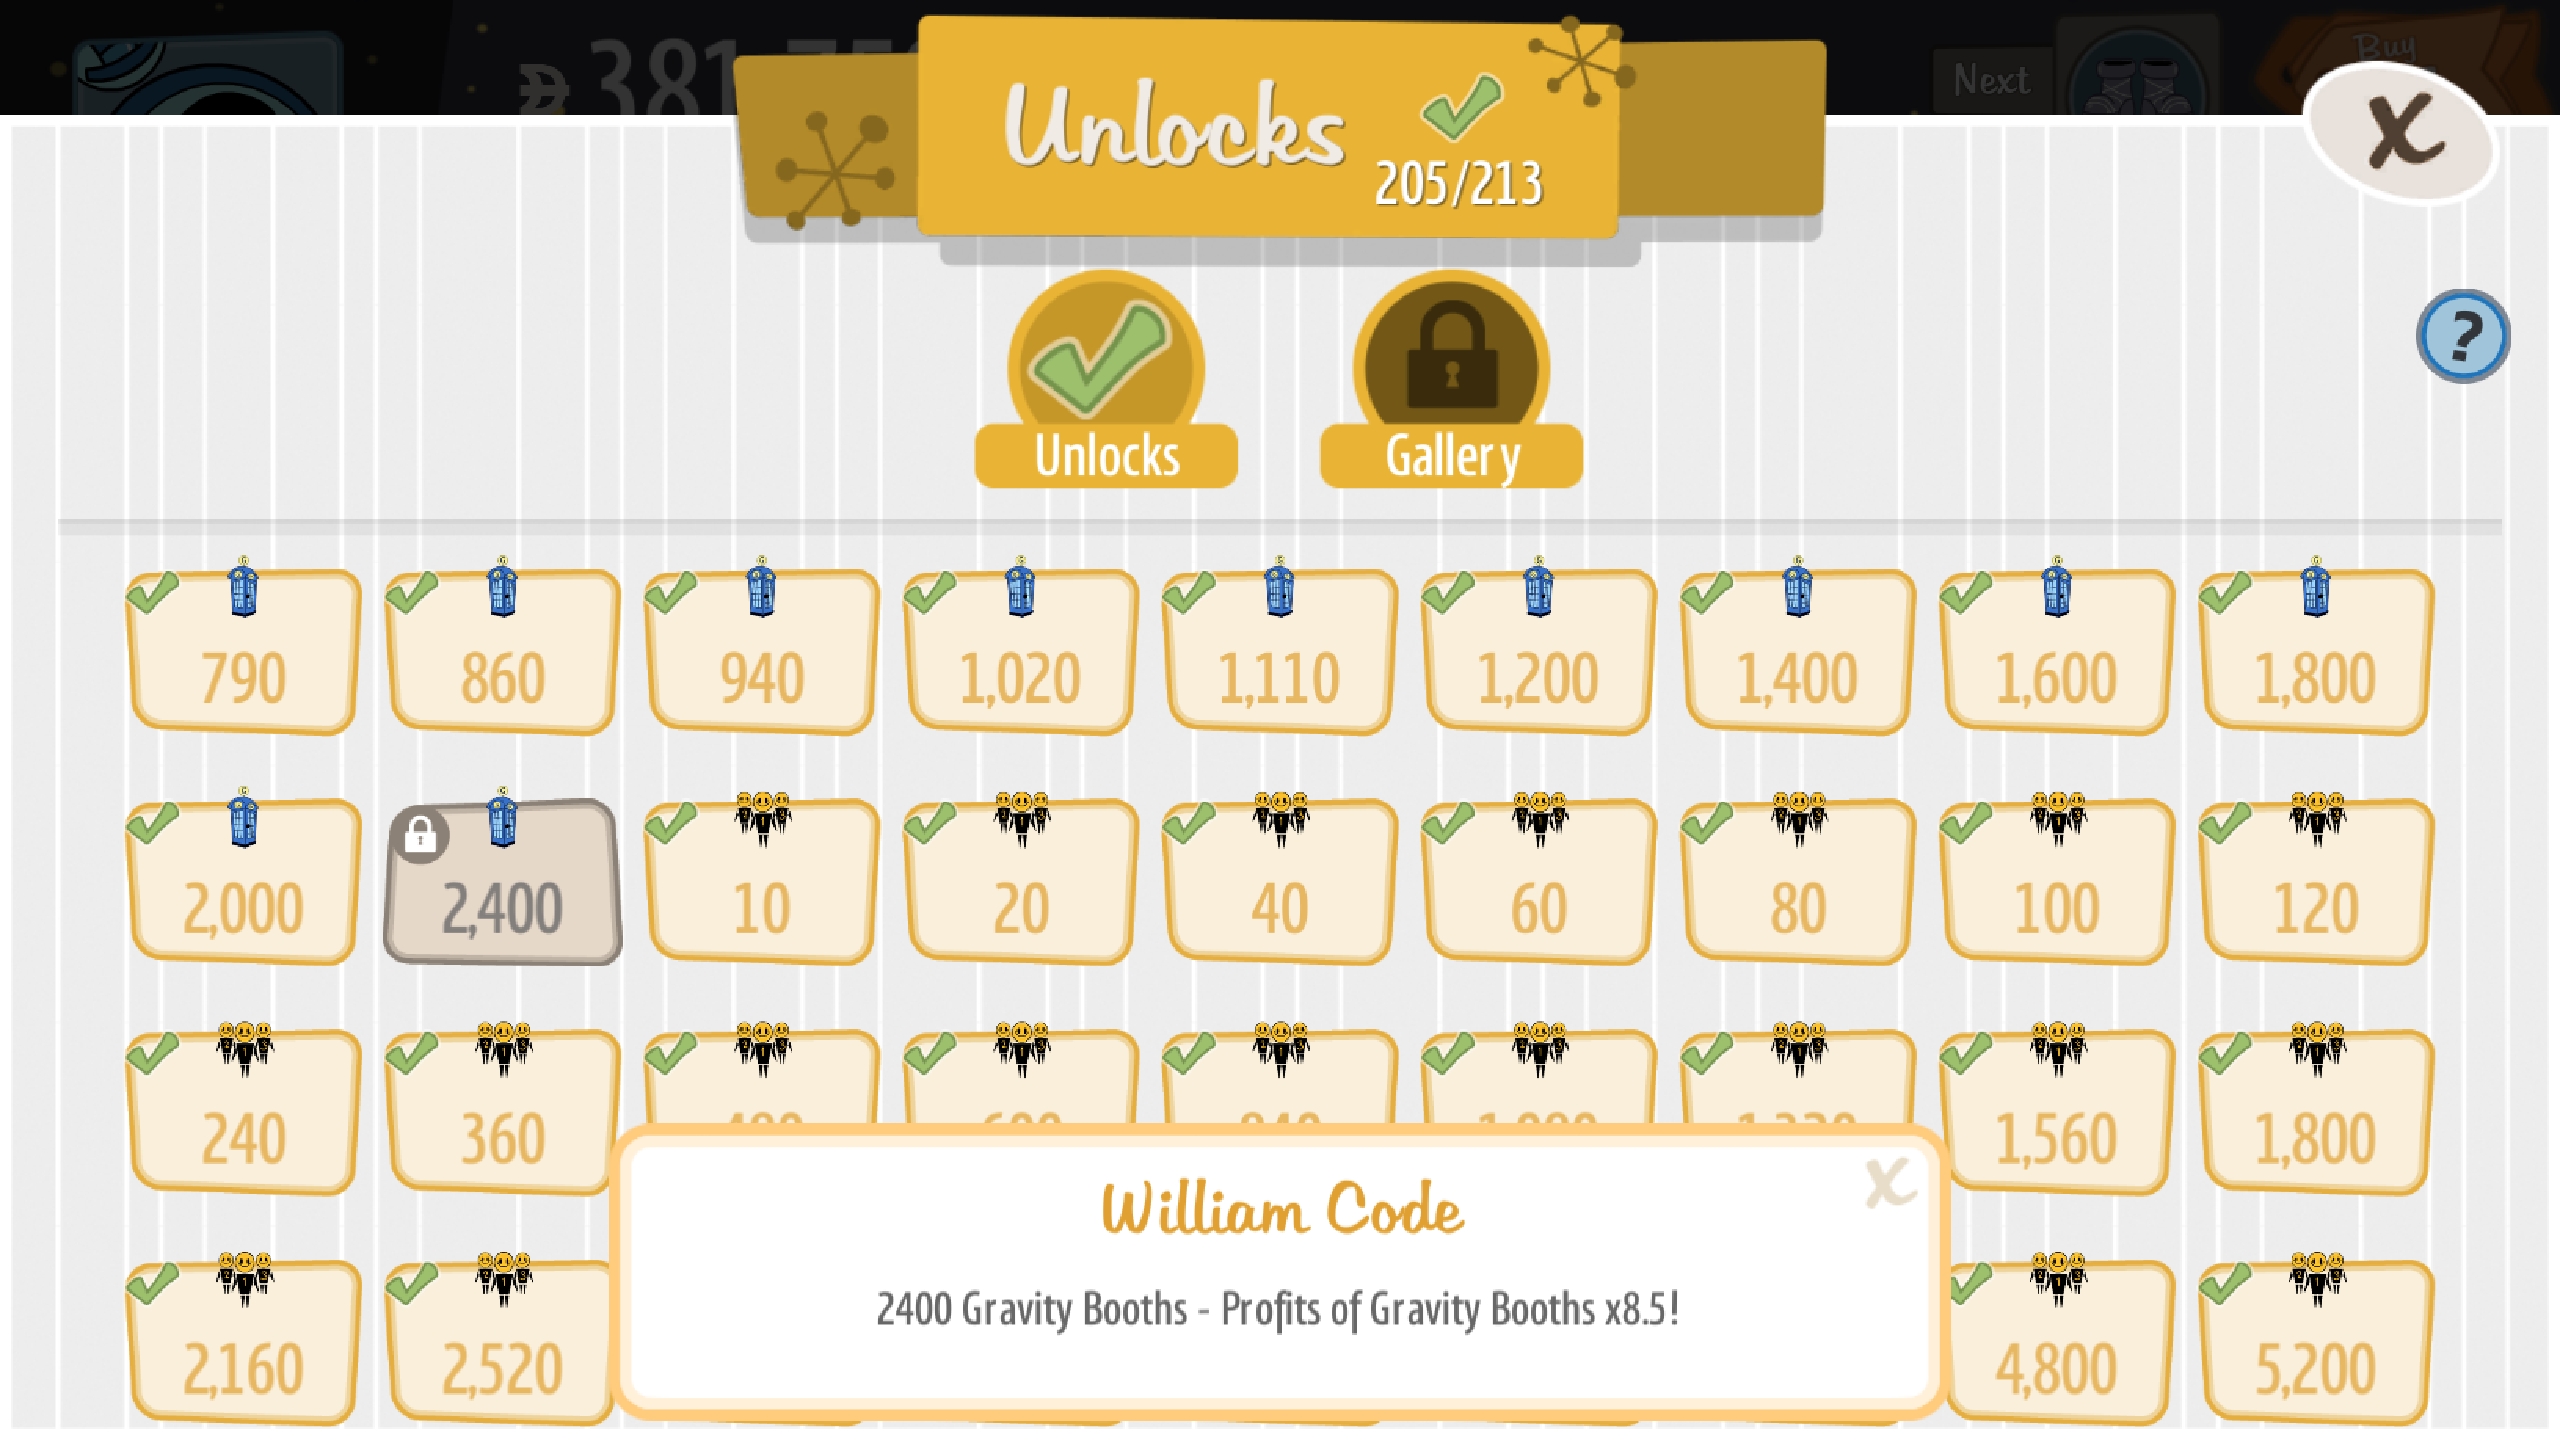 Next
Buy
Unlocks
205/213
X
?
Unlocks
Gallery
790 860 940 1,020 1,110 1,200 1,400 1,600 1,800
2,000 2,400 10 20 40 60 80 100 120
240 360 1,560 1,800
William Code
X
2400 Gravity Booths - Profits of Gravity Booths x8.5!
2,160 2,520 4,800 5,200